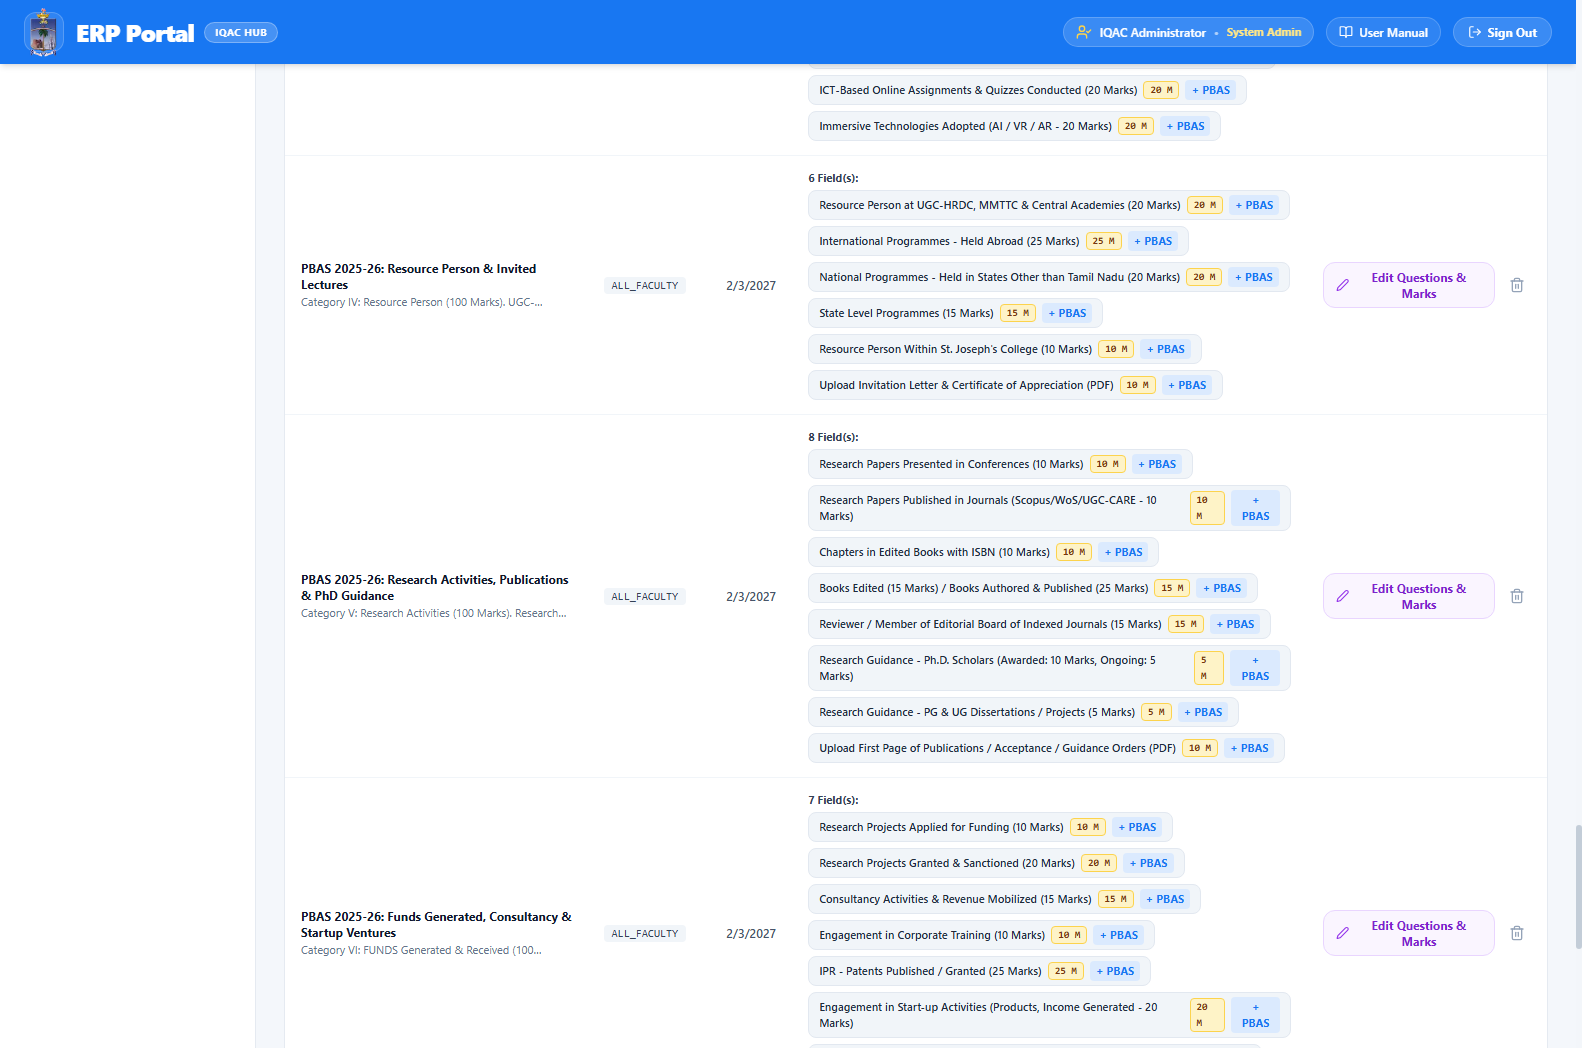 ERP Portal
IQAC HUB
IQAC Administrator • System Admin
User Manual
Sign Out
ICT-Based Online Assignments & Quizzes Conducted (20 Marks) 20 M + PBAS
Immersive Technologies Adopted (AI / VR / AR - 20 Marks) 20 M + PBAS
PBAS 2025-26: Resource Person & Invited
Lectures
Category IV: Resource Person (100 Marks). UGC-...
ALL_FACULTY
2/3/2027
6 Field(s):
Resource Person at UGC-HRDC, MMTTC & Central Academies (20 Marks) 20 M + PBAS
International Programmes - Held Abroad (25 Marks) 25 M + PBAS
National Programmes - Held in States Other than Tamil Nadu (20 Marks) 20 M + PBAS
State Level Programmes (15 Marks) 15 M + PBAS
Resource Person Within St. Joseph's College (10 Marks) 10 M + PBAS
Upload Invitation Letter & Certificate of Appreciation (PDF) 10 M + PBAS
Edit Questions &
Marks
PBAS 2025-26: Research Activities, Publications
& PhD Guidance
Category V: Research Activities (100 Marks). Research...
ALL_FACULTY
2/3/2027
8 Field(s):
Research Papers Presented in Conferences (10 Marks) 10 M + PBAS
Research Papers Published in Journals (Scopus/WoS/UGC-CARE - 10 10 +
Marks) M PBAS
Chapters in Edited Books with ISBN (10 Marks) 10 M + PBAS
Books Edited (15 Marks) / Books Authored & Published (25 Marks) 15 M + PBAS
Reviewer / Member of Editorial Board of Indexed Journals (15 Marks) 15 M + PBAS
Research Guidance - Ph.D. Scholars (Awarded: 10 Marks, Ongoing: 5 5 +
Marks) M PBAS
Research Guidance - PG & UG Dissertations / Projects (5 Marks) 5 M + PBAS
Upload First Page of Publications / Acceptance / Guidance Orders (PDF) 10 M + PBAS
Edit Questions &
Marks
PBAS 2025-26: Funds Generated, Consultancy &
Startup Ventures
Category VI: FUNDS Generated & Received (100...
ALL_FACULTY
2/3/2027
7 Field(s):
Research Projects Applied for Funding (10 Marks) 10 M + PBAS
Research Projects Granted & Sanctioned (20 Marks) 20 M + PBAS
Consultancy Activities & Revenue Mobilized (15 Marks) 15 M + PBAS
Engagement in Corporate Training (10 Marks) 10 M + PBAS
IPR - Patents Published / Granted (25 Marks) 25 M + PBAS
Engagement in Start-up Activities (Products, Income Generated - 20 20 +
Marks) M PBAS
Edit Questions &
Marks